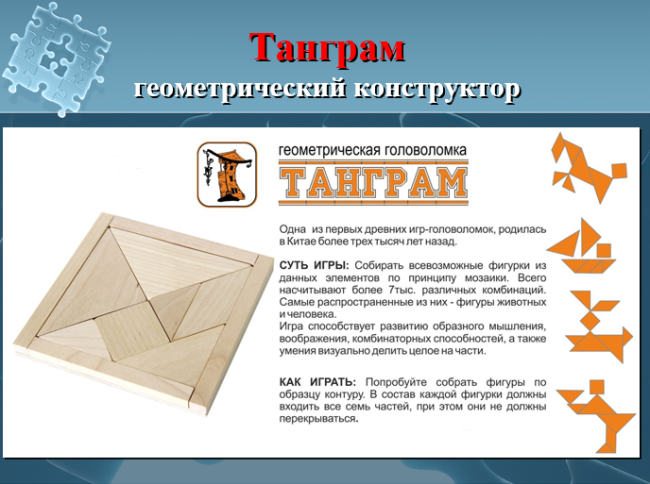 Танграм
геометрический конструктор
геометрическая головоломка
ТАНГРАМ
Одна из первых древних игр-головоломок, родилась
в Китае более трех тысяч лет назад.
СУТЬ ИГРЫ: Собирать всевозможные фигурки из
данных элементов по принципу мозаики. Всего
насчитывают более 7тыс. различных комбинаций.
Самые распространенные из них - фигуры животных
и человека.
Игра способствует развитию образного мышления,
воображения, комбинаторных способностей, а также
умения визуально делить целое на части.
КАК ИГРАТЬ: Попробуйте собрать фигуры по
образцу контуру. В состав каждой фигурки должны
входить все семь частей, при этом они не должны
перекрываться.